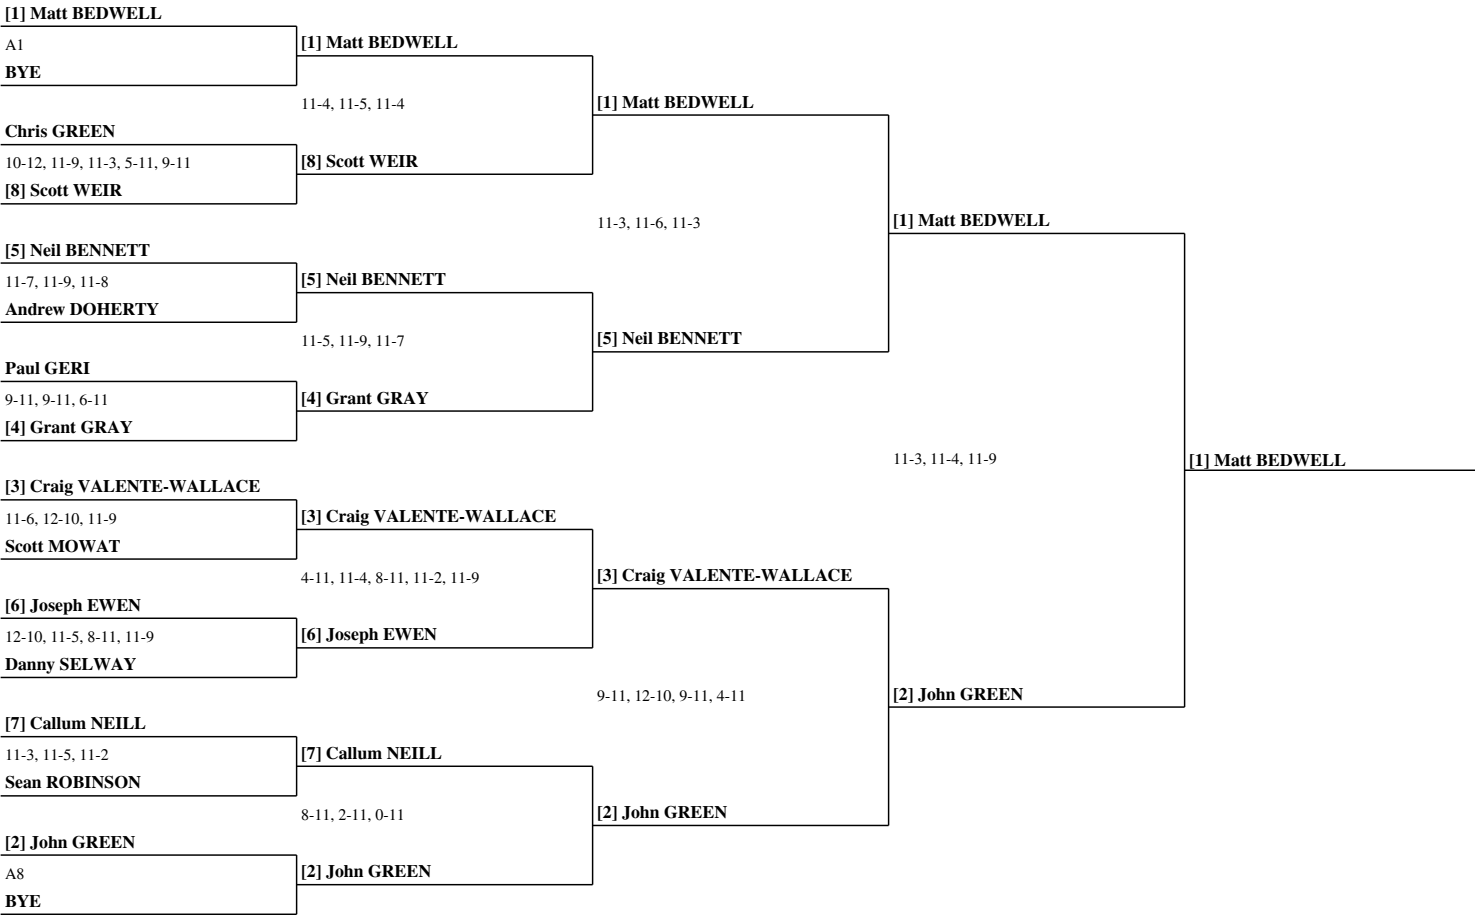 [1] Matt BEDWELL
A1
BYE
[1] Matt BEDWELL
11-4, 11-5, 11-4
Chris GREEN
10-12, 11-9, 11-3, 5-11, 9-11
[8] Scott WEIR
[8] Scott WEIR
[1] Matt BEDWELL
11-3, 11-6, 11-3
[5] Neil BENNETT
11-7, 11-9, 11-8
Andrew DOHERTY
[5] Neil BENNETT
11-5, 11-9, 11-7
Paul GERI
9-11, 9-11, 6-11
[4] Grant GRAY
[4] Grant GRAY
[5] Neil BENNETT
[1] Matt BEDWELL
11-3, 11-4, 11-9
[1] Matt BEDWELL
[3] Craig VALENTE-WALLACE
11-6, 12-10, 11-9
Scott MOWAT
[3] Craig VALENTE-WALLACE
4-11, 11-4, 8-11, 11-2, 11-9
[6] Joseph EWEN
12-10, 11-5, 8-11, 11-9
Danny SELWAY
[6] Joseph EWEN
[3] Craig VALENTE-WALLACE
9-11, 12-10, 9-11, 4-11
[2] John GREEN
[7] Callum NEILL
11-3, 11-5, 11-2
Sean ROBINSON
[7] Callum NEILL
8-11, 2-11, 0-11
[2] John GREEN
[2] John GREEN
A8
BYE
[2] John GREEN